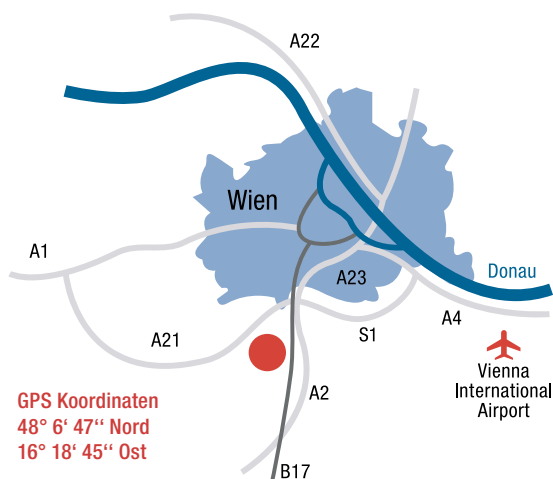 A22
Wien
A1
A23
Donau
A21
S1
A4
Vienna
International
Airport
A2
GPS Koordinaten
48° 6‘ 47“ Nord
16° 18‘ 45“ Ost
B17